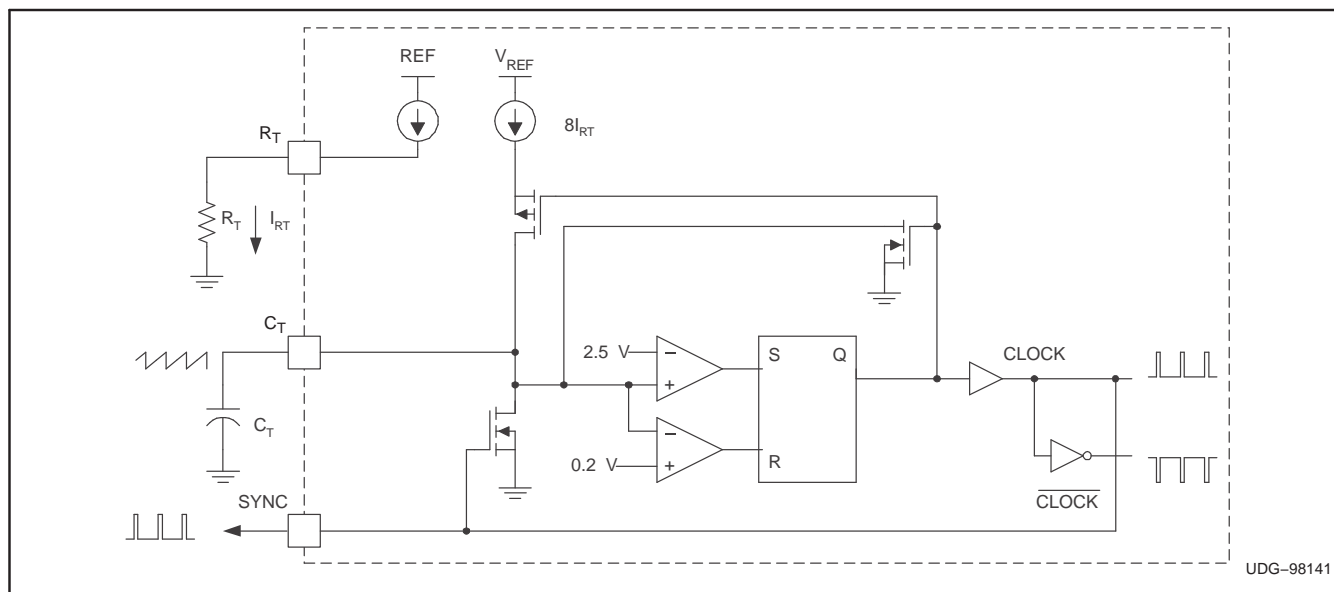 REF
V_REF
8I_RT
R_T
R_T
I_RT
C_T
C_T
2.5 V
−
+
S
Q
−
+
0.2 V
R
CLOCK
CLOCK
SYNC
UDG−98141